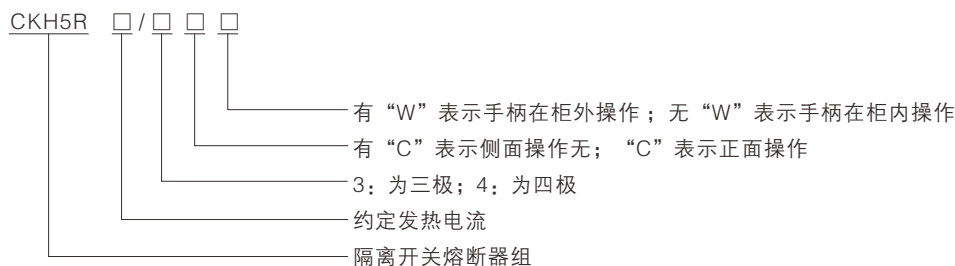 CKH5R □/□ □ □
有“W”表示手柄在柜外操作；无“W”表示手柄在柜内操作
有“C”表示侧面操作无；“C”表示正面操作
3：为三极；4：为四极
约定发热电流
隔离开关熔断器组